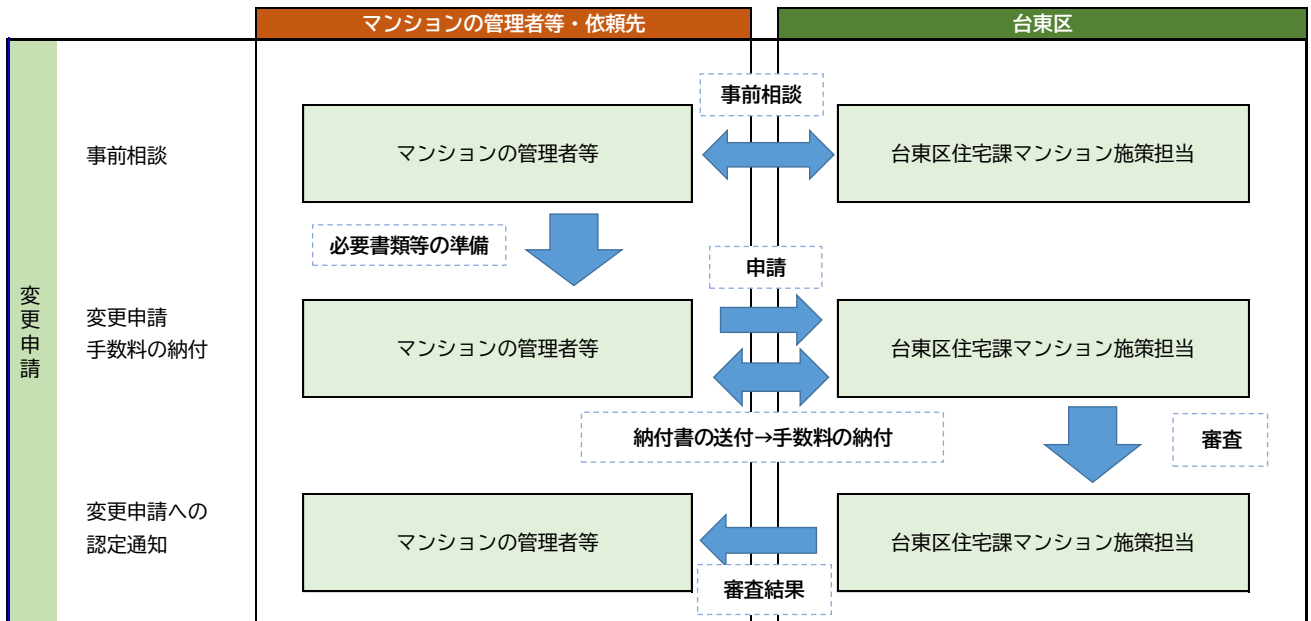 マンションの管理者等・依頼先
台東区
変更申請
事前相談
マンションの管理者等
事前相談
台東区住宅課マンション施策担当
必要書類等の準備
申請
変更申請
手数料の納付
マンションの管理者等
台東区住宅課マンション施策担当
納付書の送付→手数料の納付
審査
変更申請への
認定通知
マンションの管理者等
台東区住宅課マンション施策担当
審査結果